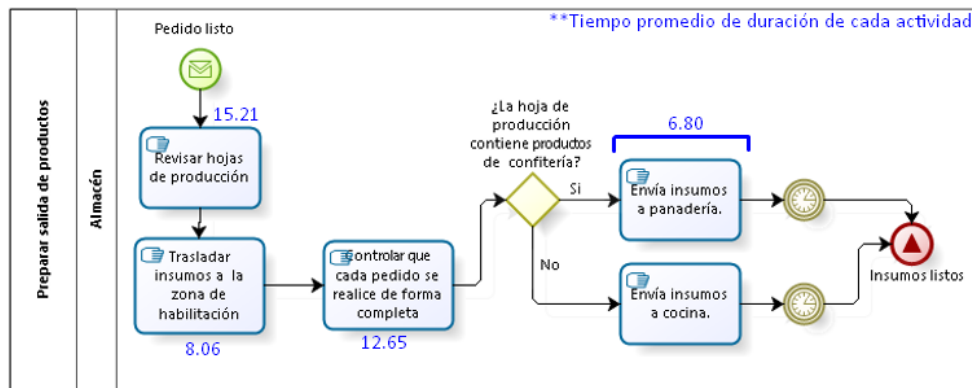 **Tiempo promedio de duración de cada actividad
Preparar salida de productos
Almacén
Pedido listo
15.21
Revisar hojas
de producción
Trasladar
insumos a la
zona de
habilitación
8.06
Controlar que
cada pedido se
realice de forma
completa
12.65
¿La hoja de
producción
contiene productos
de confitería?
Si
No
6.80
Envía insumos
a panadería.
Envía insumos
a cocina.
Insumos listos